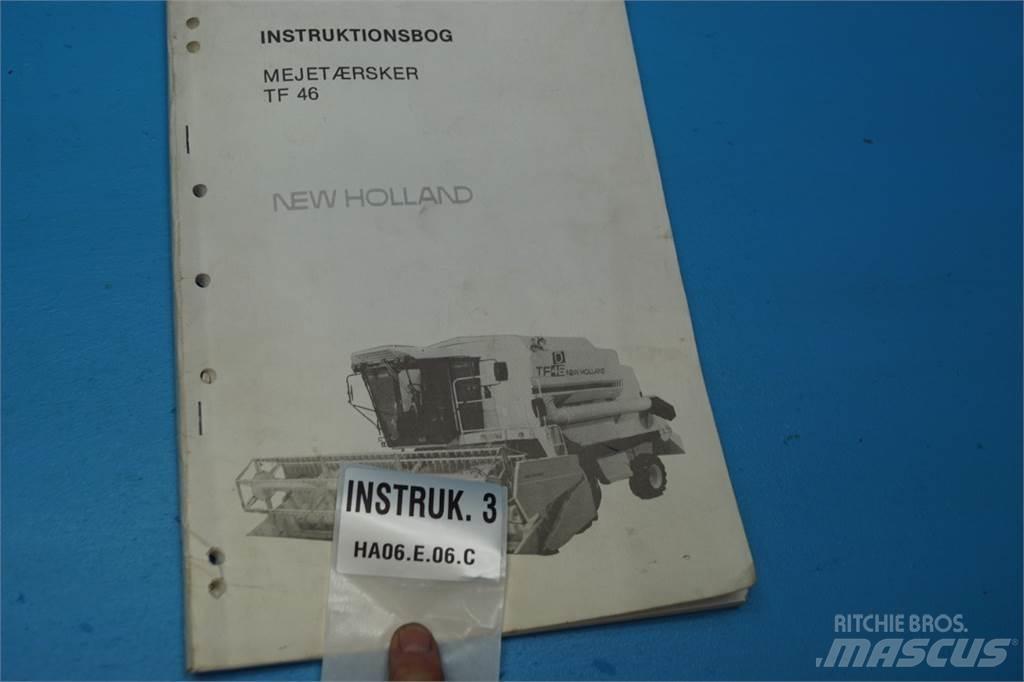 INSTRUKTIONSBOG
MEJETÆRSKER
TF 46
NEW HOLLAND
TF46 NEW HOLLAND
INSTRUK. 3
HA06.E.06.C
RITCHIE BROS.
MASCUS